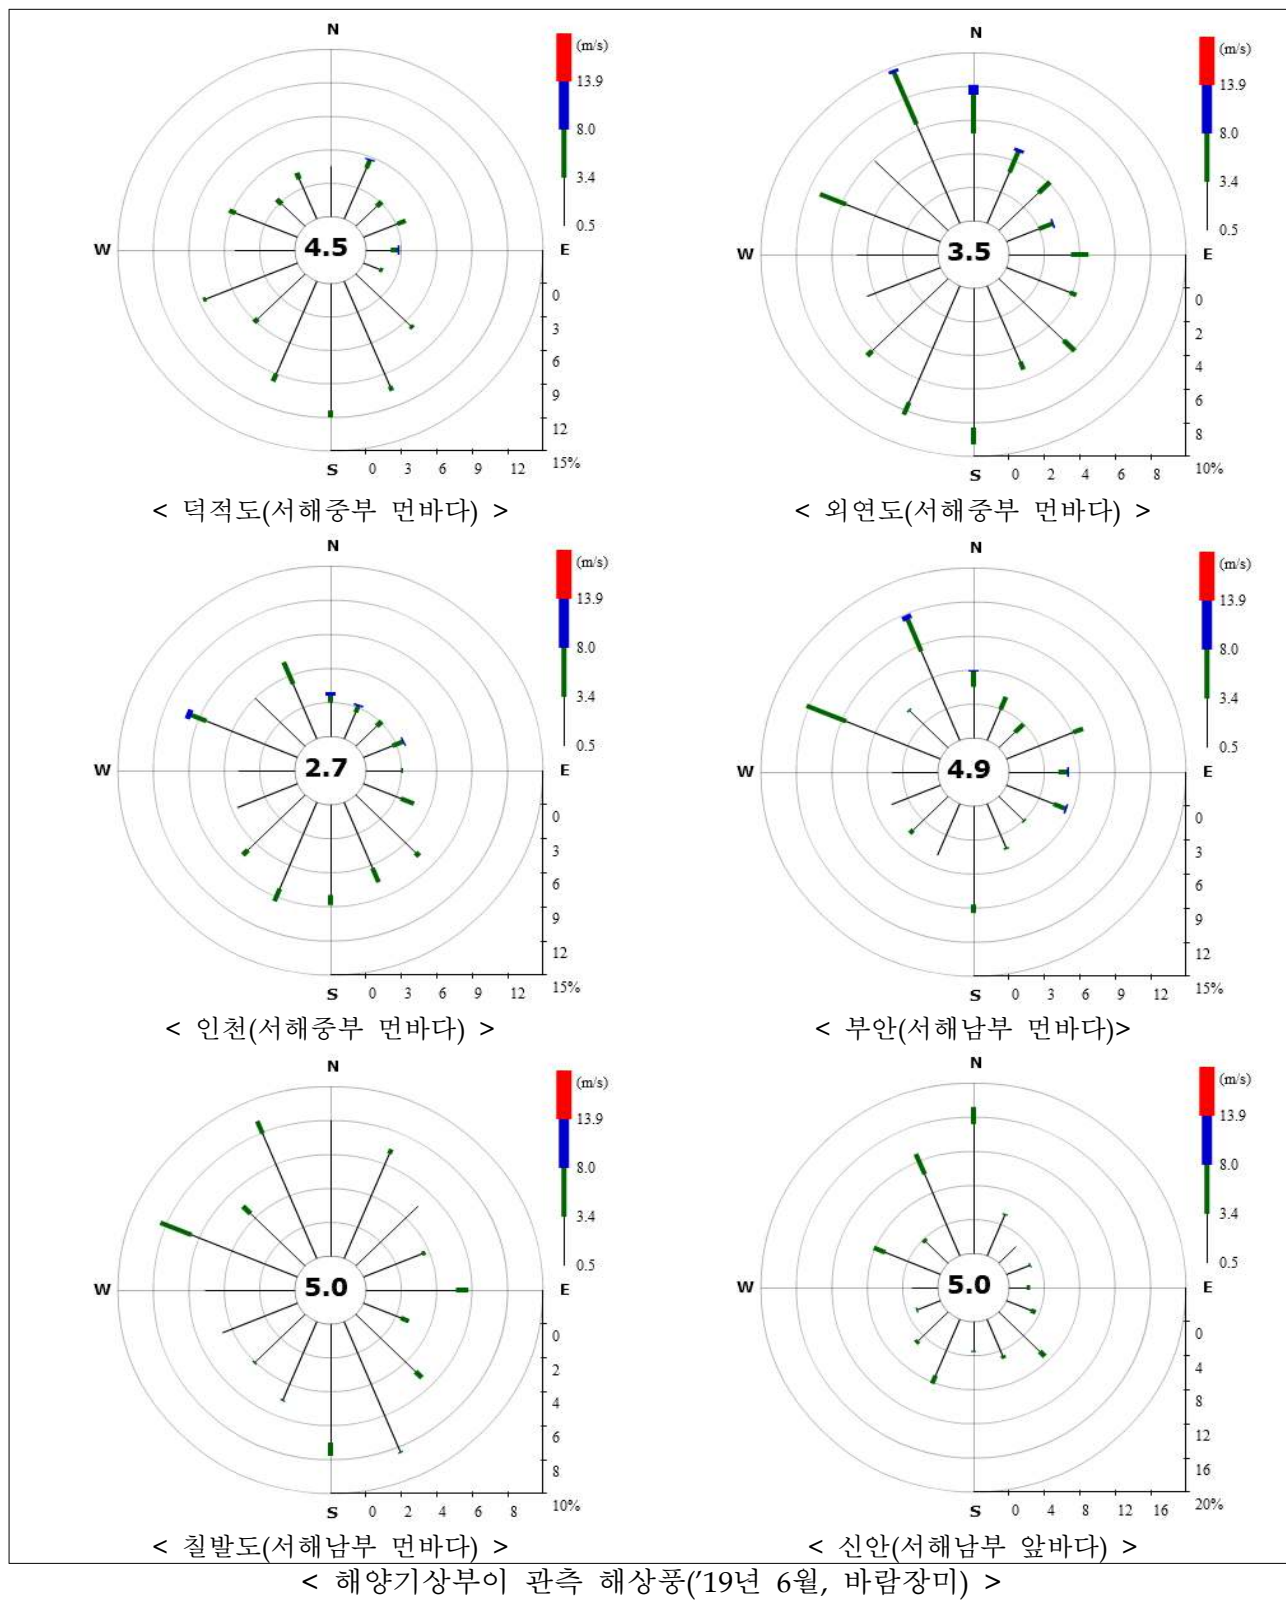 N
(m/s)
13.9
8.0
3.4
0.5
W
4.5
E
0
3
6
9
12
15%
S 0 3 6 9 12
< 덕적도(서해중부 먼바다) >
N
(m/s)
13.9
8.0
3.4
0.5
W
3.5
E
0
2
4
6
8
10%
S 0 2 4 6 8
< 외연도(서해중부 먼바다) >
N
(m/s)
13.9
8.0
3.4
0.5
W
2.7
E
0
3
6
9
12
15%
S 0 3 6 9 12
< 인천(서해중부 먼바다) >
N
(m/s)
13.9
8.0
3.4
0.5
W
4.9
E
0
3
6
9
12
15%
S 0 3 6 9 12
< 부안(서해남부 먼바다)>
N
(m/s)
13.9
8.0
3.4
0.5
W
5.0
E
0
2
4
6
8
10%
S 0 2 4 6 8
< 칠발도(서해남부 먼바다) >
N
(m/s)
13.9
8.0
3.4
0.5
W
5.0
E
0
4
8
12
16
20%
S 0 4 8 12 16
< 신안(서해남부 앞바다) >
< 해양기상부이 관측 해상풍('19년 6월, 바람장미) >